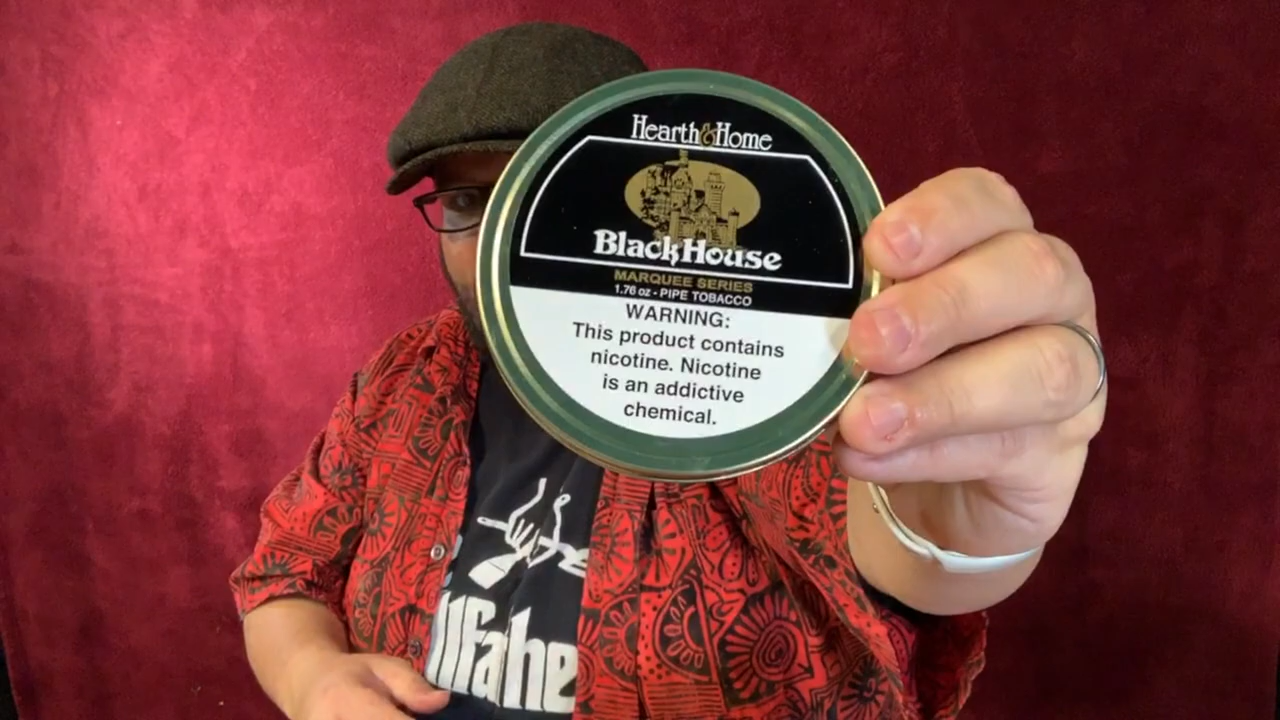 Hearth & Home
BlackHouse
MARQUEE SERIES
1.76 oz - PIPE TOBACCO
WARNING:
This product contains
nicotine. Nicotine
is an addictive
chemical.